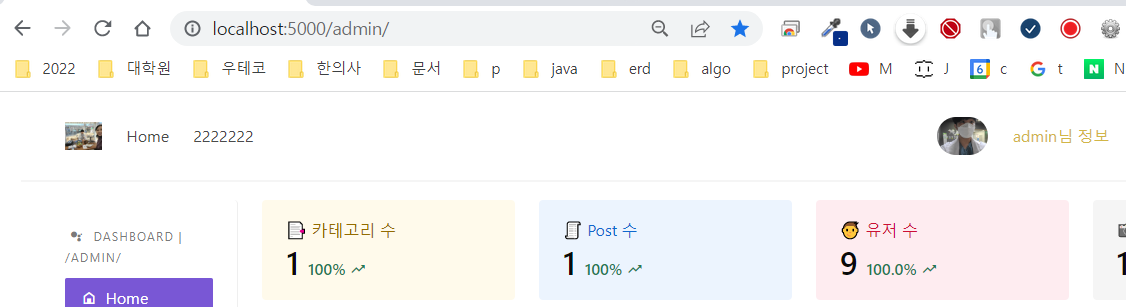 localhost:5000/admin/
2022 대학원 우테코 한의사 문서 p java erd algo project M J 6 c G t N N
Home 2222222 admin님 정보
DASHBOARD |
/ADMIN/
Home
카테고리 수
1 100%
Post 수
1 100%
유저 수
9 100.0%
1